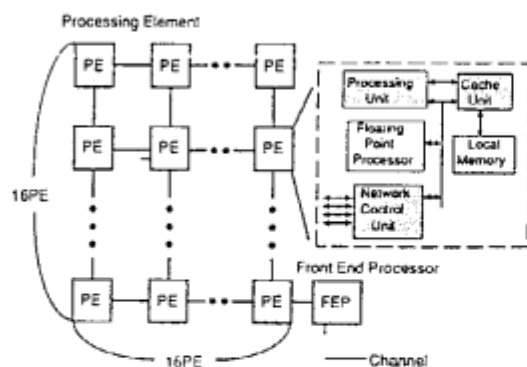 Processing Element
PE PE PE
Processing Unit
Cache Unit
PE PE PE
Floating Point Processor
Local Memory
16PE
Network Control Unit
Front End Processor
PE PE PE FEP
16PE
Channel